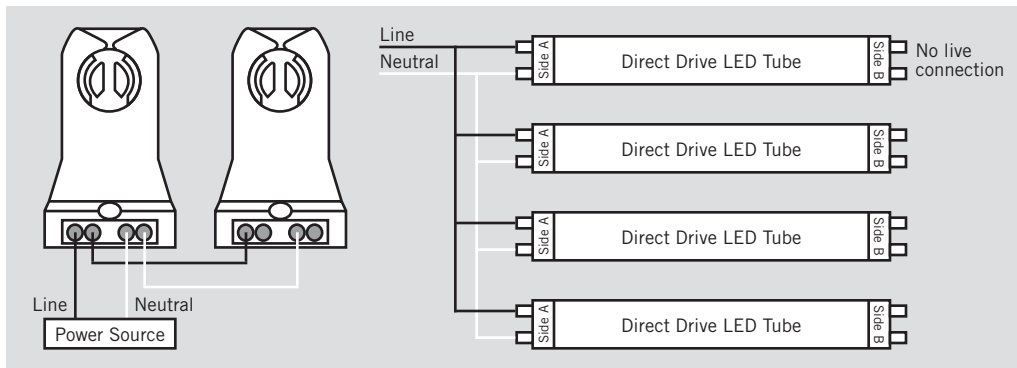 Line
Neutral
Power Source
Line
Neutral
Side A
Direct Drive LED Tube
Side B
No live
connection
Side A
Direct Drive LED Tube
Side B
Side A
Direct Drive LED Tube
Side B
Side A
Direct Drive LED Tube
Side B